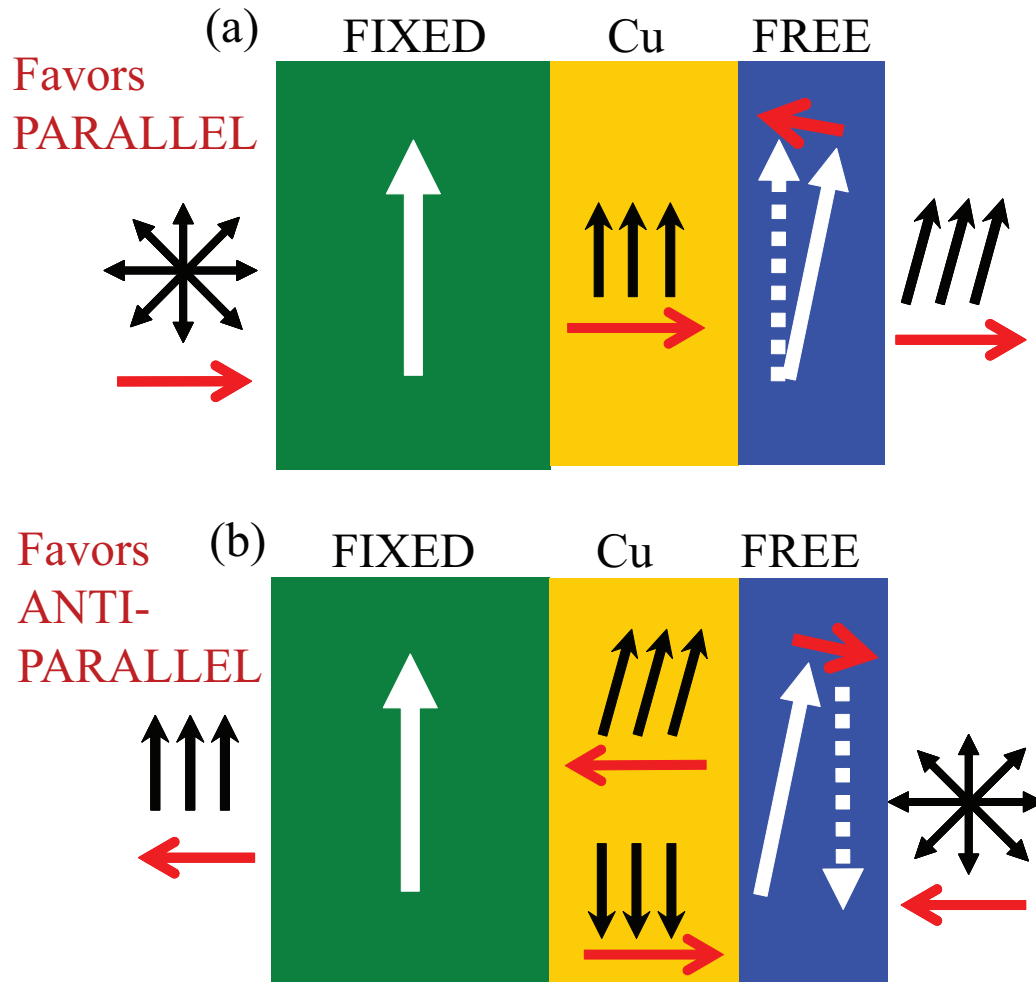 (a)
FIXED
Cu
FREE
Favors
PARALLEL
(b)
FIXED
Cu
FREE
Favors
ANTI-
PARALLEL